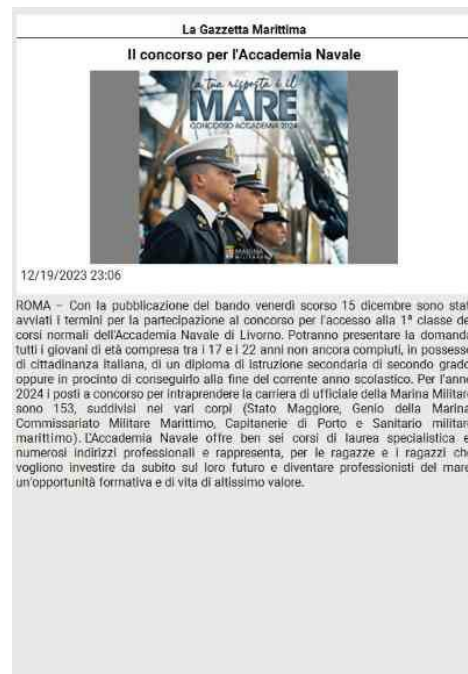 La Gazzetta Marittima
Il concorso per l'Accademia Navale
la tua risposta è il
MARE
CONCORSO ACCADEMIA 2024
MARINA
MILITARE
12/19/2023 23:06
ROMA – Con la pubblicazione del bando venerdì scorso 15 dicembre sono stat
avviati i termini per la partecipazione al concorso per l'accesso alla 1ª classe de
corsi normali dell'Accademia Navale di Livorno. Potranno presentare la domanda
tutti i giovani di età compresa tra i 17 e i 22 anni non ancora compiuti, in possesso
di cittadinanza italiana, di un diploma di istruzione secondaria di secondo grado
oppure in procinto di conseguirlo alla fine del corrente anno scolastico. Per l'anno
2024 i posti a concorso per intraprendere la carriera di ufficiale della Marina Militare
sono 153, suddivisi nei vari corpi (Stato Maggiore, Genio della Marina
Commissariato Militare Marittimo, Capitanerie di Porto e Sanitario militare
marittimo). L'Accademia Navale offre ben sei corsi di laurea specialistica e
numerosi indirizzi professionali e rappresenta, per le ragazze e i ragazzi che
vogliono investire da subito sul loro futuro e diventare professionisti del mare
un'opportunità formativa e di vita di altissimo valore.